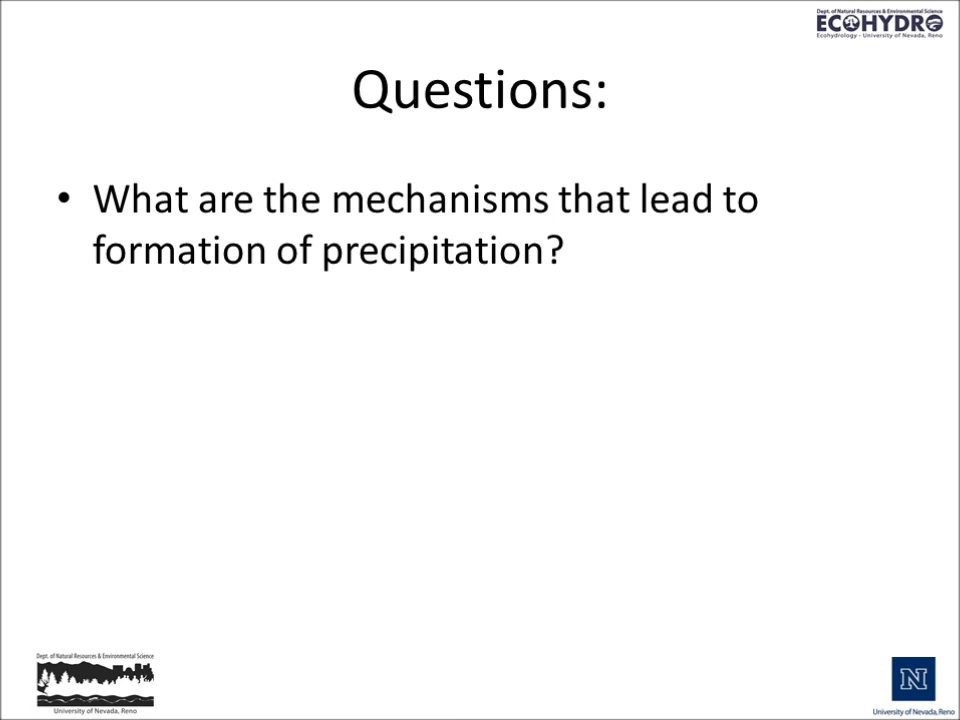 Dept. of Natural Resources & Environmental Science
ECOHYDRO
Ecohydrology - University of Nevada, Reno
Questions:
• What are the mechanisms that lead to
formation of precipitation?
Dept. of Natural Resources & Environmental Science
University of Nevada, Reno
N
University of Nevada, Reno